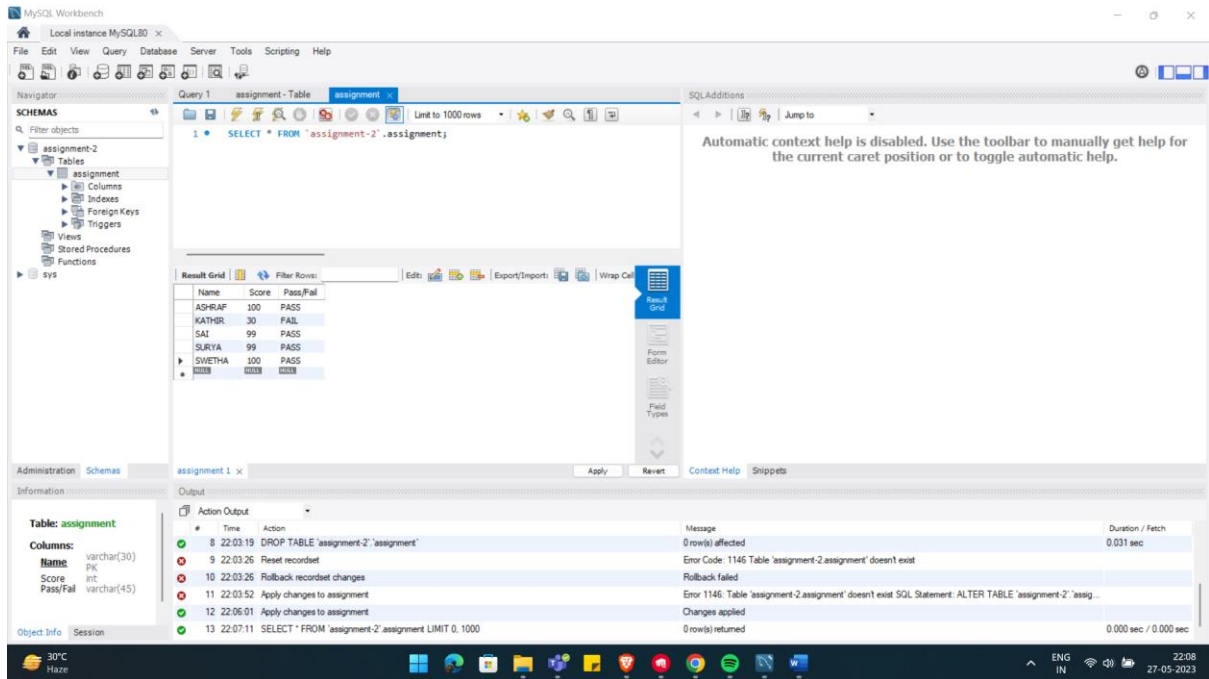 MySQL Workbench
Local instance MySQL80 ×
File Edit View Query Database Server Tools Scripting Help
Navigator
SCHEMAS
Filter objects
assignment-2
Tables
assignment
Columns
Indexes
Foreign Keys
Triggers
Views
Stored Procedures
Functions
sys
Administration Schemas
Information
Table: assignment
Columns:
Name varchar(30) PK
Score int
Pass/Fail varchar(45)
Object Info Session
Query 1 assignment - Table assignment ×
Limit to 1000 rows
1 SELECT * FROM `assignment-2`.assignment;
Result Grid Filter Rows: Edit: Export/Import: Wrap Cell
Name Score Pass/Fail
ASHRAF 100 PASS
KATHIR 30 FAIL
SAI 99 PASS
SURYA 99 PASS
SWETHA 100 PASS
NULL NULL NULL
Result Grid
Form Editor
Field Types
assignment 1 × Apply Revert
SQLAdditions
Jump to
Automatic context help is disabled. Use the toolbar to manually get help for
the current caret position or to toggle automatic help.
Context Help Snippets
Output
Action Output
# Time Action Message Duration / Fetch
8 22:03:19 DROP TABLE `assignment-2`.`assignment` 0 row(s) affected 0.031 sec
9 22:03:26 Reset recordset Error Code: 1146 Table 'assignment-2.assignment' doesn't exist
10 22:03:26 Rollback recordset changes Rollback failed
11 22:03:52 Apply changes to assignment Error 1146: Table 'assignment-2.assignment' doesn't exist SQL Statement: ALTER TABLE `assignment-2`.`assig...
12 22:06:01 Apply changes to assignment Changes applied
13 22:07:11 SELECT * FROM `assignment-2`.assignment LIMIT 0, 1000 0 row(s) returned 0.000 sec / 0.000 sec
30°C
Haze
ENG
IN
22:08
27-05-2023